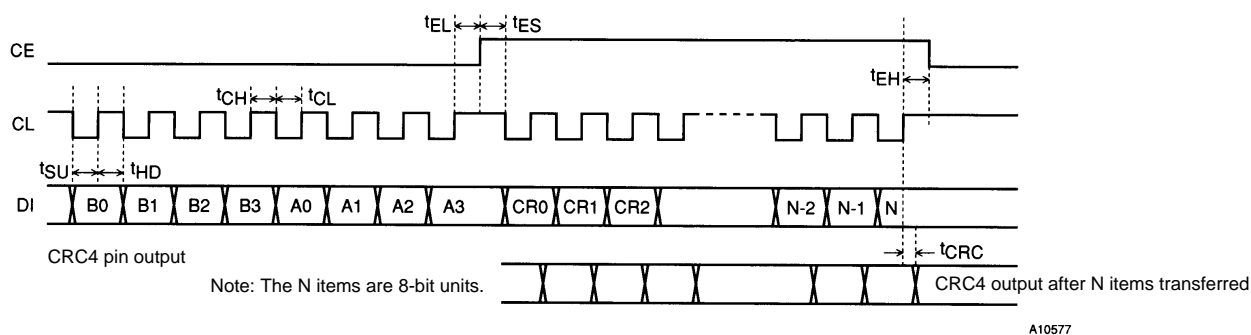 tEL tES
CE
tEH
tCH tCL
CL
tSU tHD
DI B0 B1 B2 B3 A0 A1 A2 A3 CR0 CR1 CR2 N-2 N-1 N
tCRC
CRC4 pin output
Note: The N items are 8-bit units. CRC4 output after N items transferred
A10577